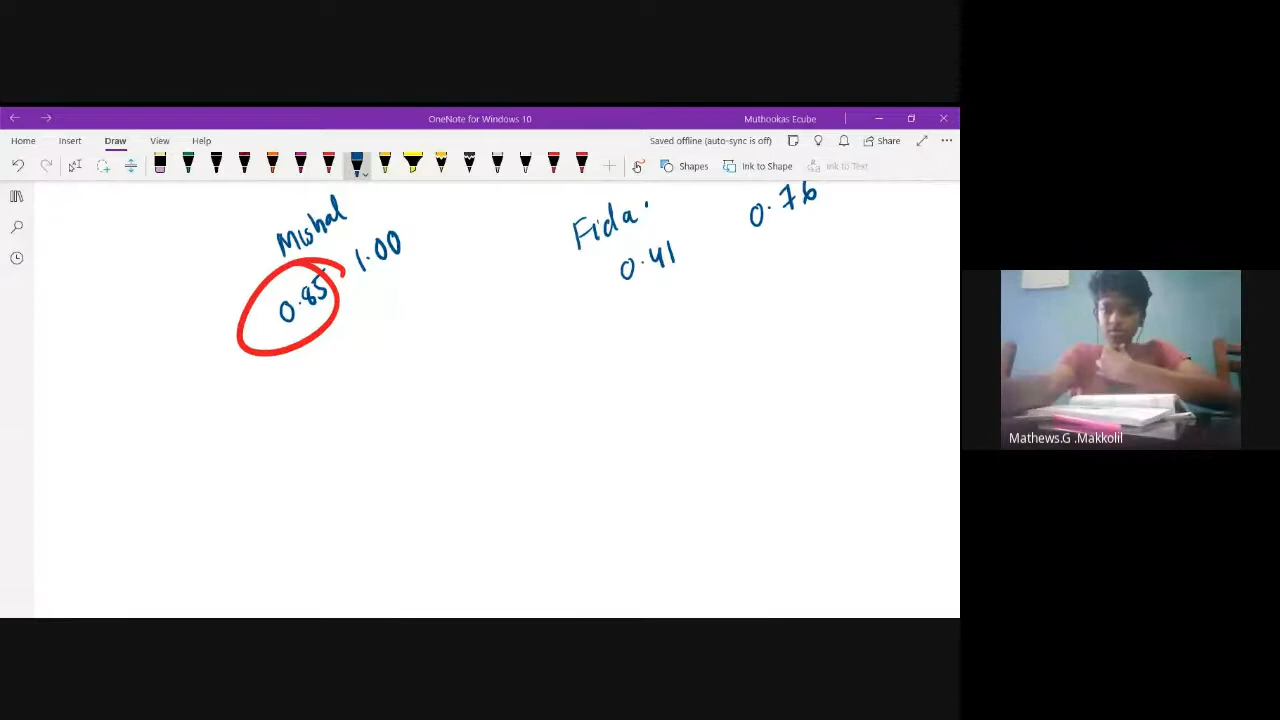 OneNote for Windows 10
Muthookas Ecube
Home Insert Draw View Help
Saved offline (auto-sync is off)
Share
Shapes
Ink to Shape
Ink to Text
Mishal
1.00
0.85
Fida.
0.41
0.76
Mathews.G .Makkolil